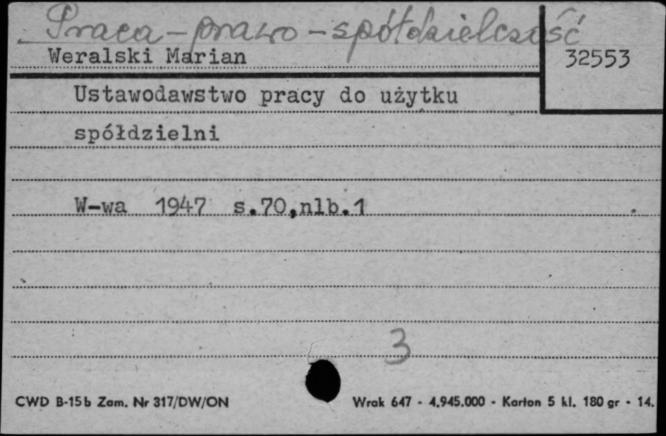 Praca - prawo - spółdzielczość
Weralski Marian
32553
Ustawodawstwo pracy do użytku
spółdzielni
W-wa 1947 s.70,nlb.1
3
CWD B-15b Zam. Nr 317/DW/ON Wrak 647 - 4.945.000 - Karton 5 kl. 180 gr - 14.